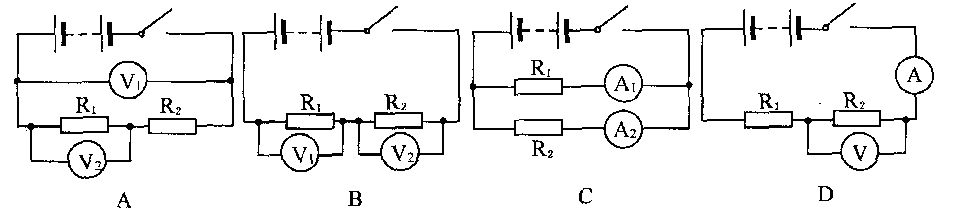 V₁
R₁ R₂
V₂
A
R₁ R₂
V₁ V₂
B
R₁ A₁
A₂
R₂
C
A
R₁ R₂
V
D